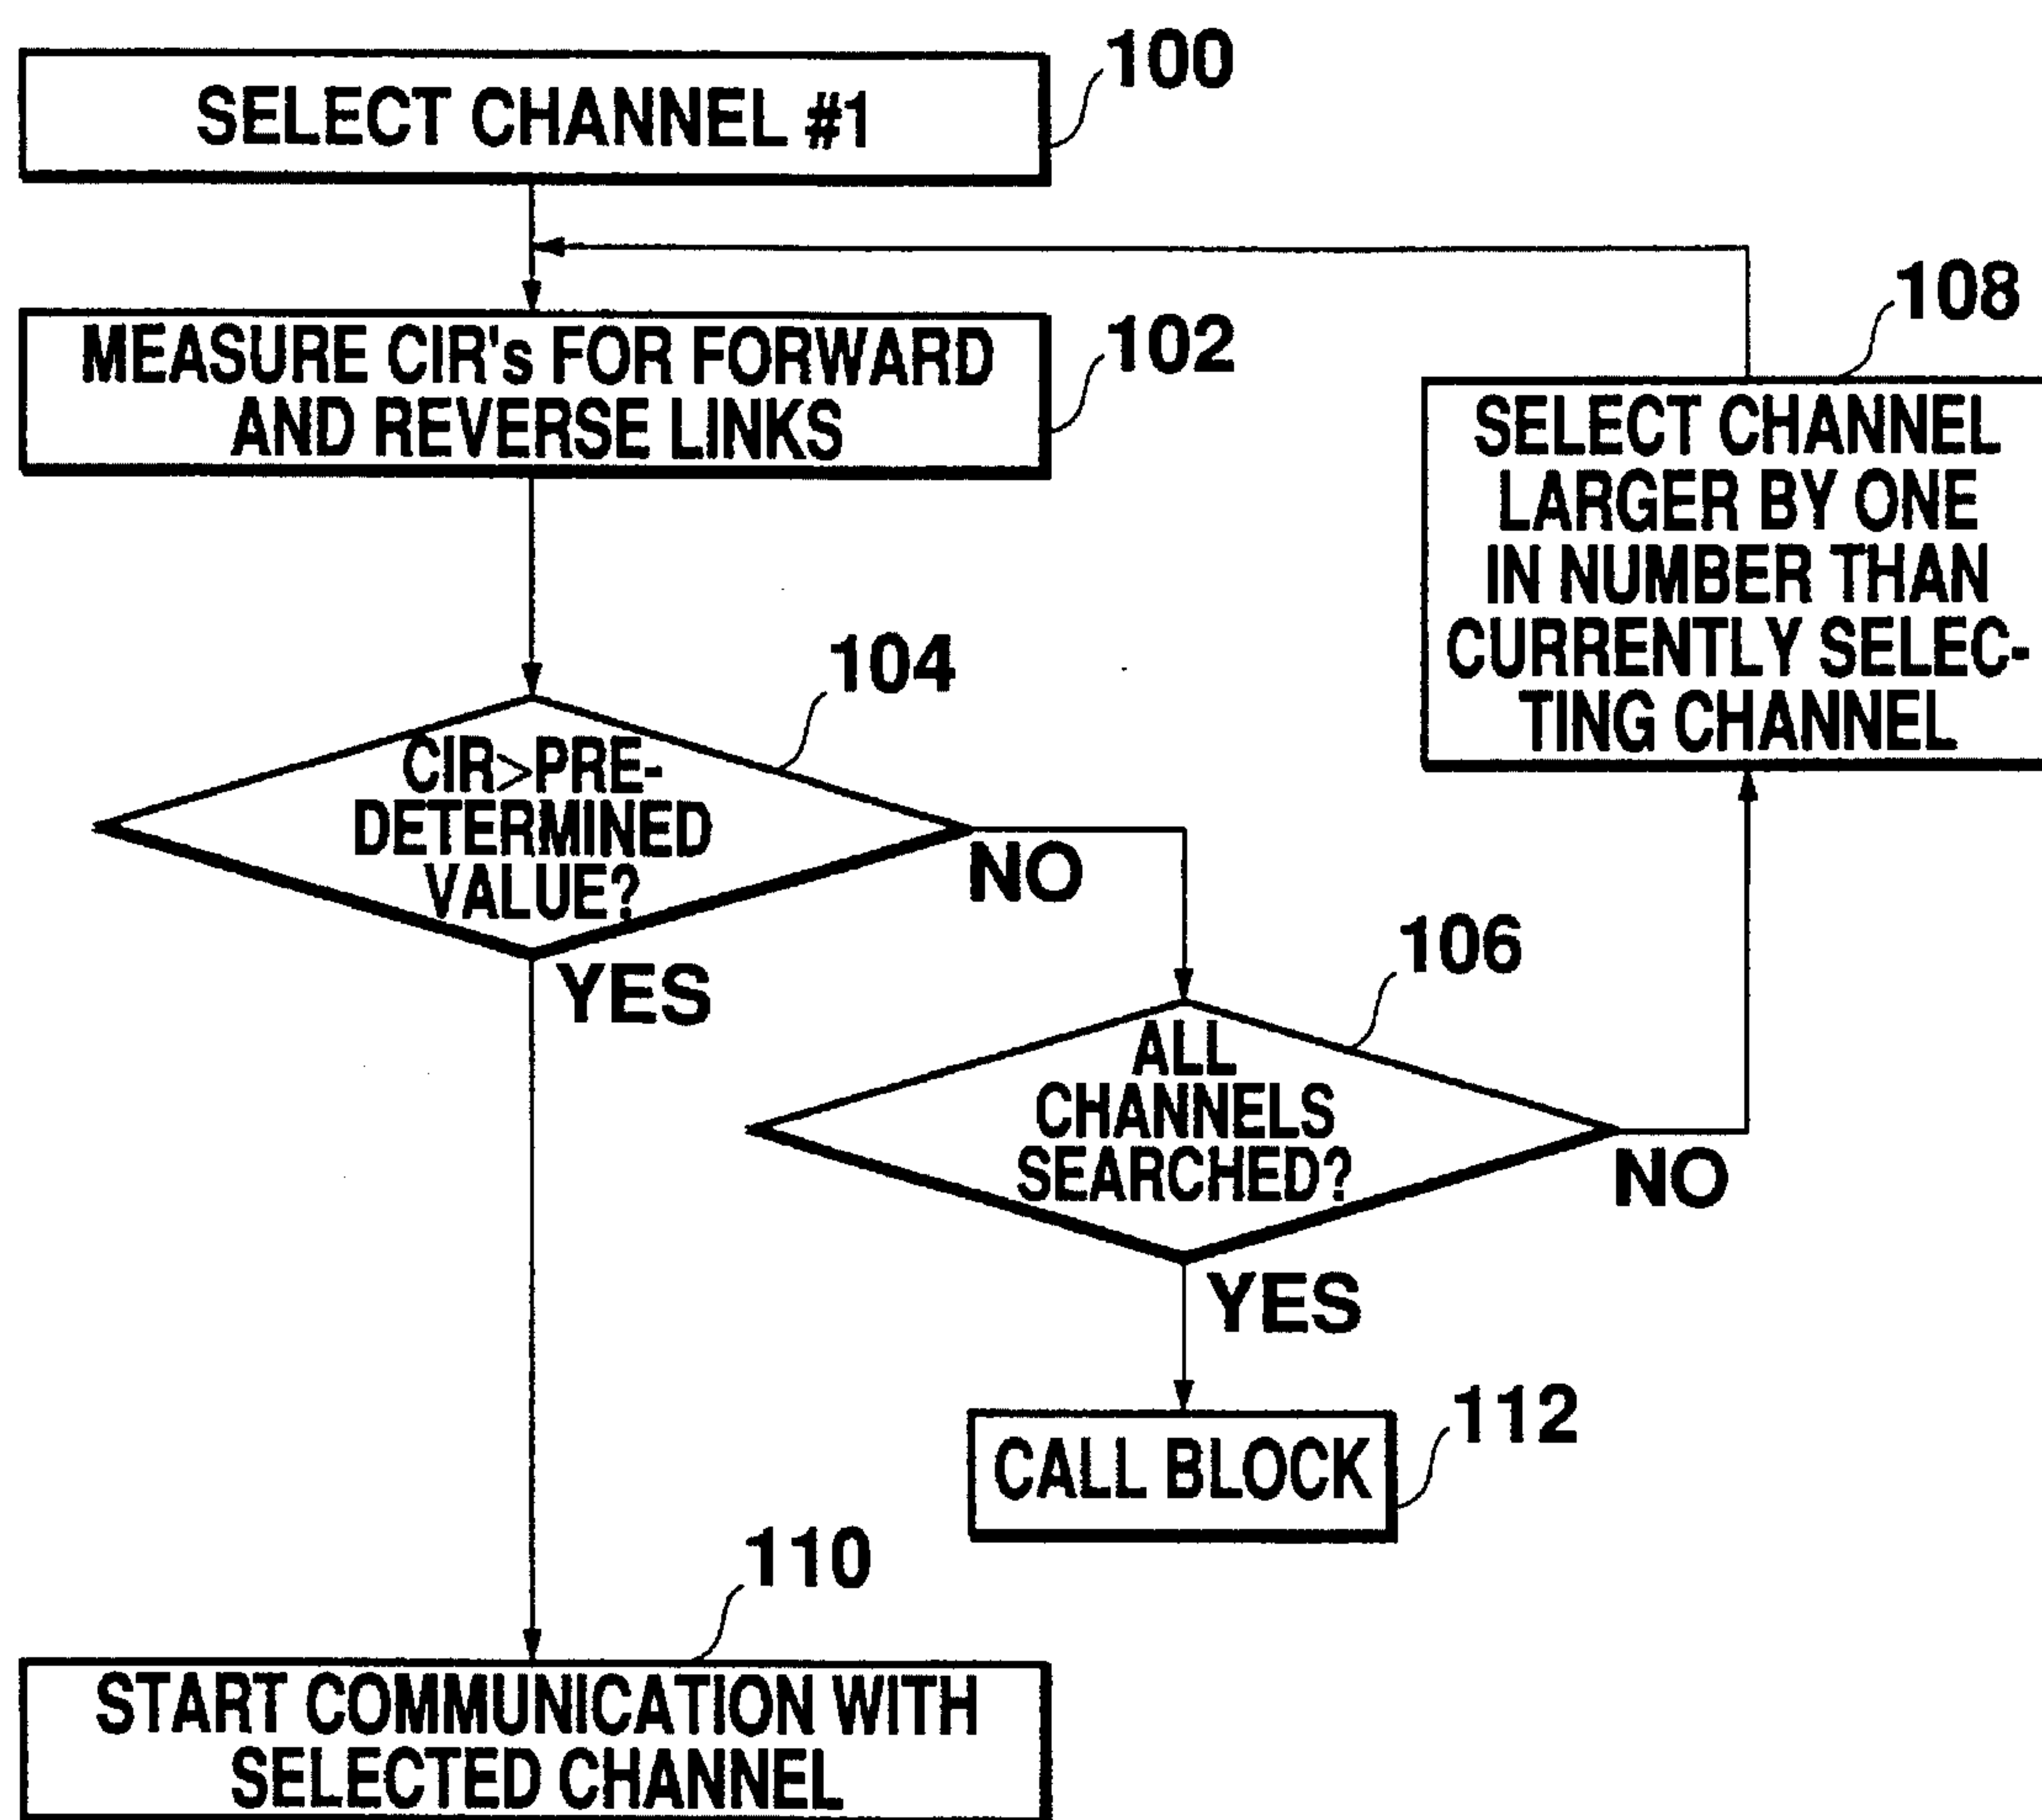 100
SELECT CHANNEL #1
102
MEASURE CIR's FOR FORWARD
AND REVERSE LINKS
108
SELECT CHANNEL
LARGER BY ONE
IN NUMBER THAN
CURRENTLY SELEC-
TING CHANNEL
104
CIR>PRE-
DETERMINED
VALUE?
NO
YES
106
ALL
CHANNELS
SEARCHED?
NO
YES
112
CALL BLOCK
110
START COMMUNICATION WITH
SELECTED CHANNEL